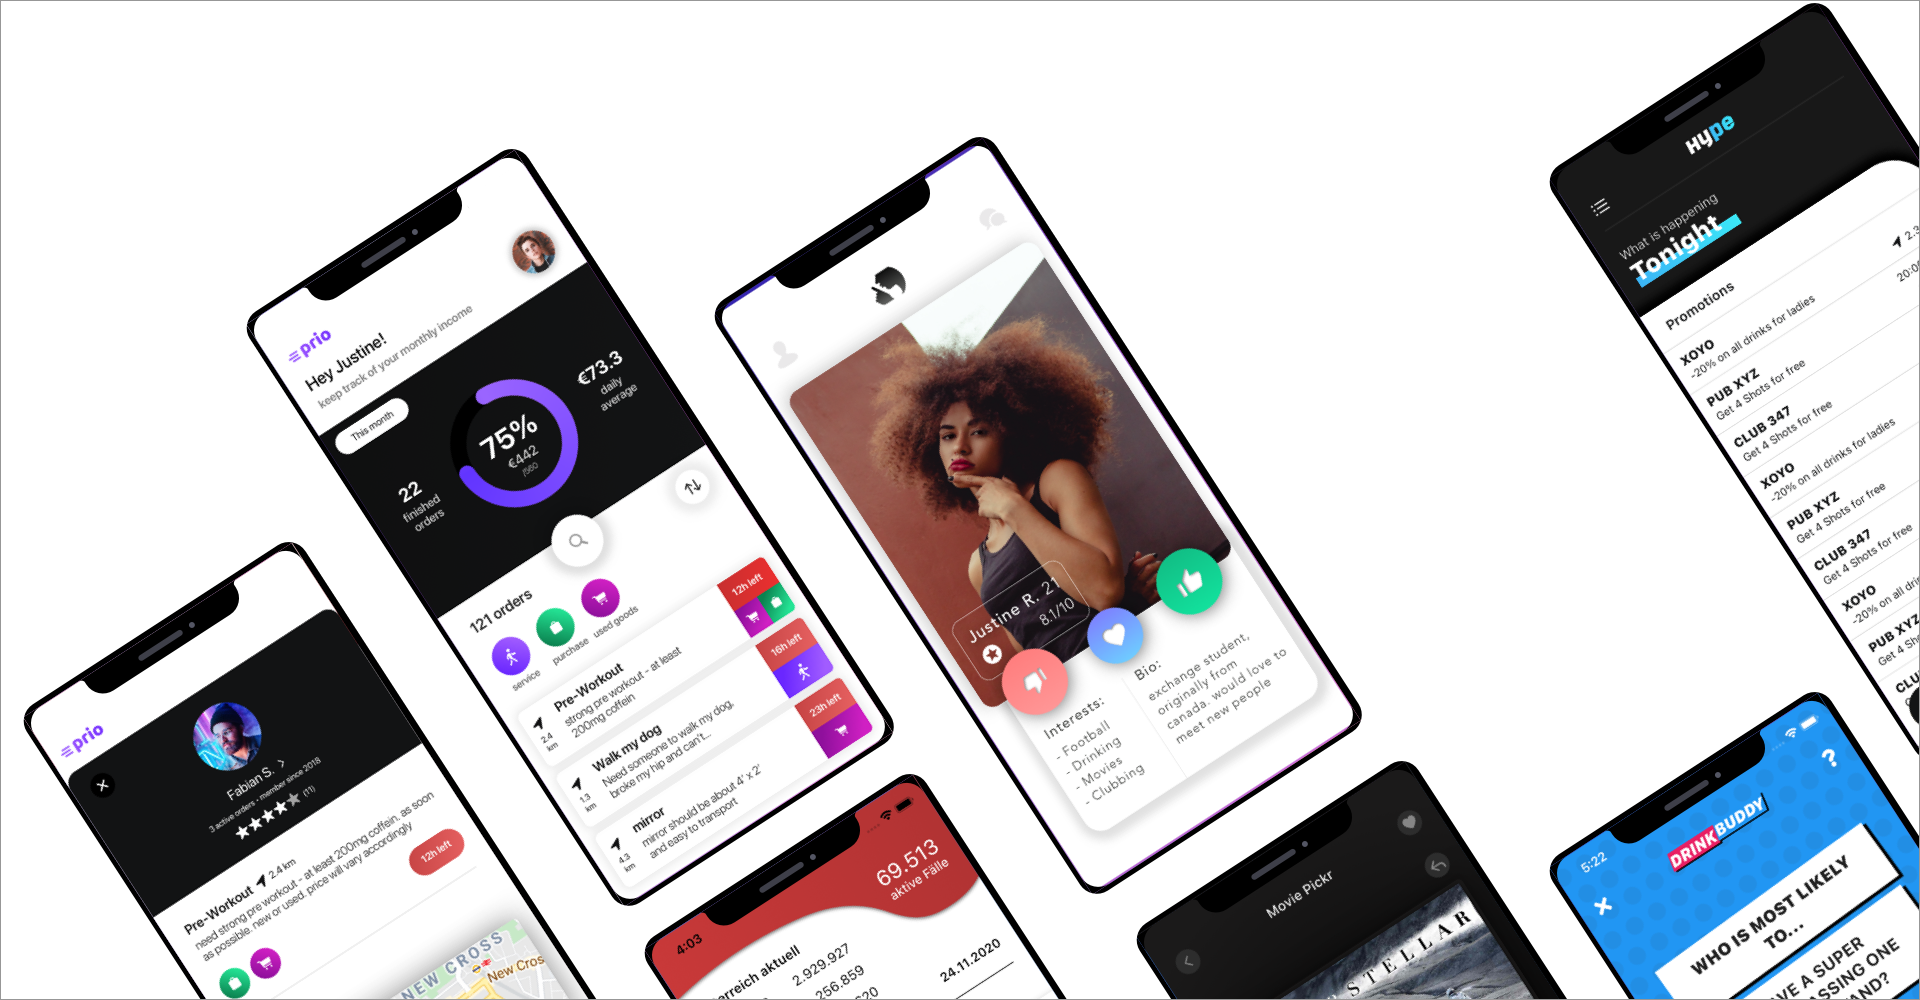 prio
Fabian S.
3 active orders - member since 2018
(11)
Pre-Workout
2.4 km
need strong pre workout - at least 200mg coffein. as soon
as possible. new or used. price will vary accordingly
12h left
NEW CROSS
New Cros
prio
Hey Justine!
keep track of your monthly income
This month
75%
€442
/560
€73.3
daily
average
22
finished
orders
121 orders
service
purchase
used goods
Pre-Workout
strong pre workout - at least
200mg coffein
2.4
km
12h left
Walk my dog
Need someone to walk my dog.
broke my hip and can't...
1.3
km
16h left
mirror
mirror should be about 4' x 2'
and easy to transport
4.3
km
23h left
Justine R. 21
8.1/10
Interests:
- Football
- Drinking
- Movies
- Clubbing
Bio:
exchange student,
originally from
canada. would love to
meet new people
4:03
69.513
aktive Fälle
erreich aktuell
24.11.2020
2.929.927
256.859
020
Movie Pickr
STELLAR
Hype
What is happening
Tonight
2.3
20:0
Promotions
XOYO
-20% on all drinks for ladies
PUB XYZ
Get 4 Shots for free
CLUB 347
Get 4 Shots for free
XOYO
-20% on all drinks for ladies
PUB XYZ
Get 4 Shots for free
CLUB 347
Get 4 Shots for free
XOYO
-20% on all drin
PUB XYZ
Get 4 Shots
CLU
5:22
DRINKBUDDY
?
WHO IS MOST LIKELY
TO...
VE A SUPER
ASSING ONE
AND?